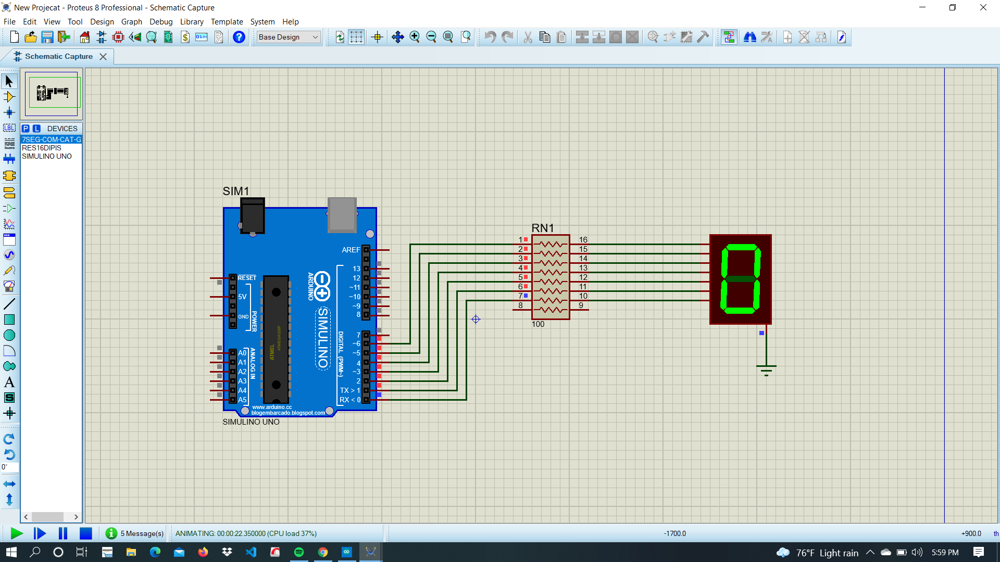 New Projecat - Proteus 8 Professional - Schematic Capture
File Edit View Tool Design Graph Debug Library Template System Help
Base Design
Schematic Capture
P L DEVICES
7SEG-COM-CAT-G
RES16DIPIS
SIMULINO UNO
LBL
A
S
0°
SIM1
AREF
13
12
~11
~10
~9
8
7
~6
~5
4
~3
2
TX > 1
RX < 0
RESET
5V
GND
POWER
A0
A1
A2
A3
A4
A5
ANALOG IN
ATMEL
ATMEGA328P
ARDUINO
SIMULINO
DIGITAL (PWM~)
www.arduino.cc
blogembarcado.blogspot.com
SIMULINO UNO
RN1
1 16
2 15
3 14
4 13
5 12
6 11
7 10
8 9
100
0
5 Message(s) ANIMATING: 00:00:22.350000 (CPU load 37%) -1700.0 +900.0 th
76°F Light rain 5:59 PM